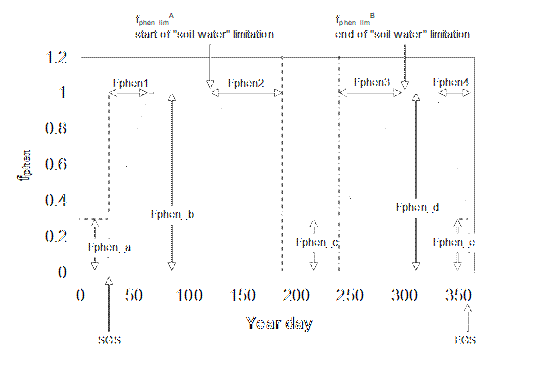 fphen_limA fphen_limB
start of "soil water" limitation end of "soil water" limitation
1.2
Fphen1 Fphen2 Fphen3 Fphen4
1
0.8
fphen
0.6
0.4
Fphen_b Fphen_d
0.2
Fphen_a Fphen_c Fphen_e
0
0 50 100 150 200 250 300 350
Year day
SGS EGS